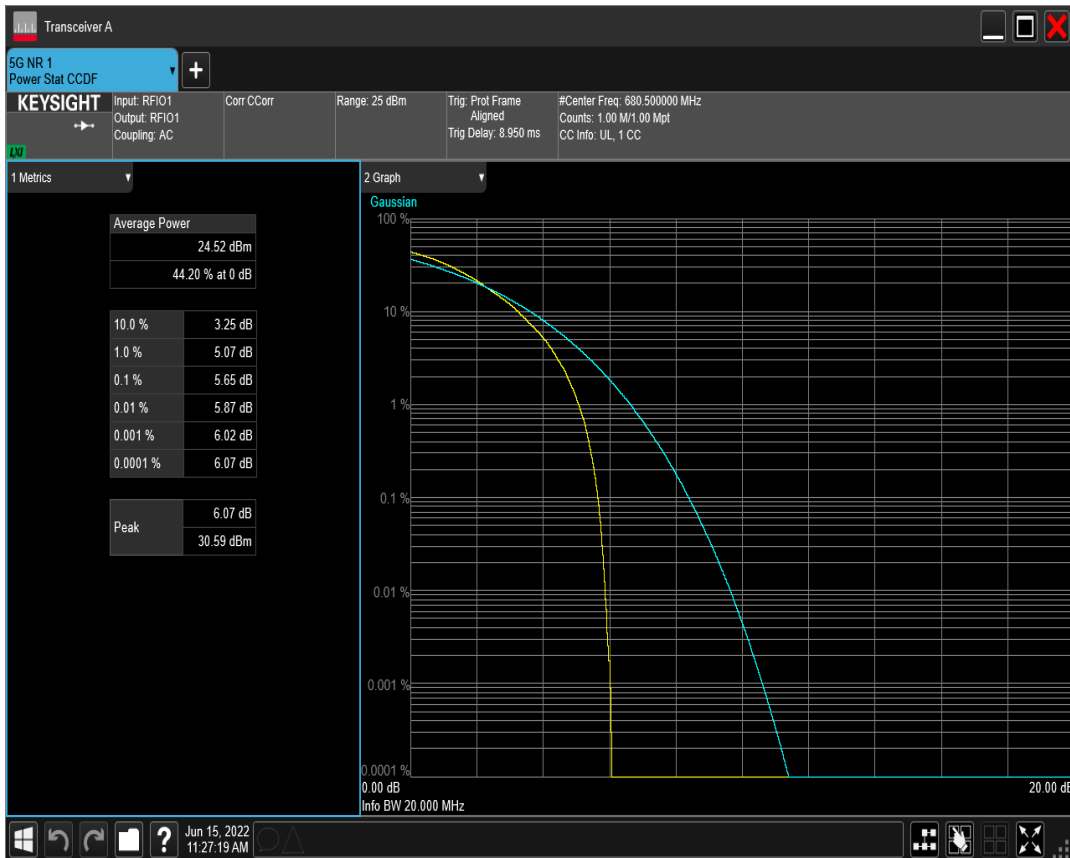 Transceiver A
5G NR 1
Power Stat CCDF
+
KEYSIGHT
LXI
Input: RFIO1
Output: RFIO1
Coupling: AC
Corr CCorr
Range: 25 dBm
Trig: Prot Frame
Aligned
Trig Delay: 8.950 ms
#Center Freq: 680.500000 MHz
Counts: 1.00 M/1.00 Mpt
CC Info: UL, 1 CC
1 Metrics
Average Power
24.52 dBm
44.20 % at 0 dB
10.0 % 3.25 dB
1.0 % 5.07 dB
0.1 % 5.65 dB
0.01 % 5.87 dB
0.001 % 6.02 dB
0.0001 % 6.07 dB
Peak
6.07 dB
30.59 dBm
2 Graph
Gaussian
100 %
10 %
1 %
0.1 %
0.01 %
0.001 %
0.0001 %
0.00 dB
20.00 dB
Info BW 20.000 MHz
?
Jun 15, 2022
11:27:19 AM